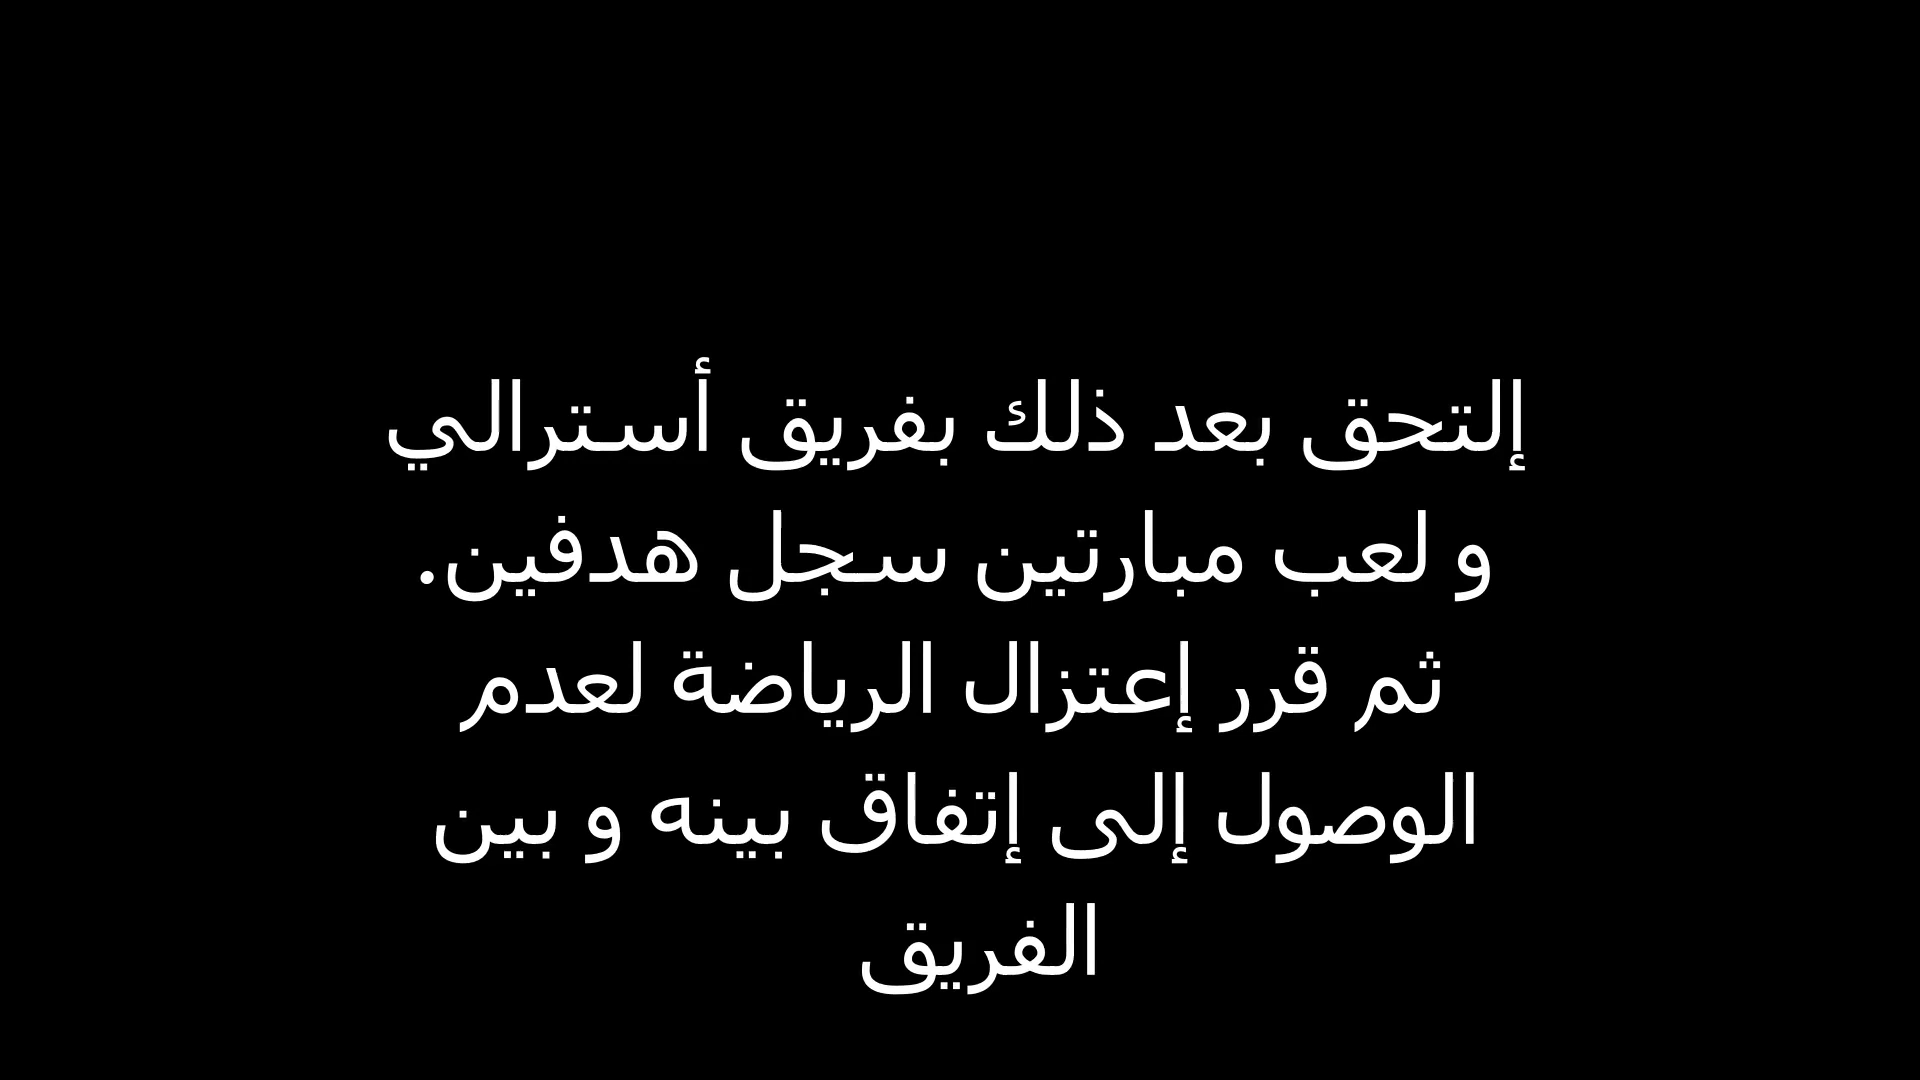 إلتحق بعد ذلك بفريق أسترالي
و لعب مبارتين سجل هدفين.
ثم قرر إعتزال الرياضة لعدم
الوصول إلى إتفاق بينه و بين
الفريق